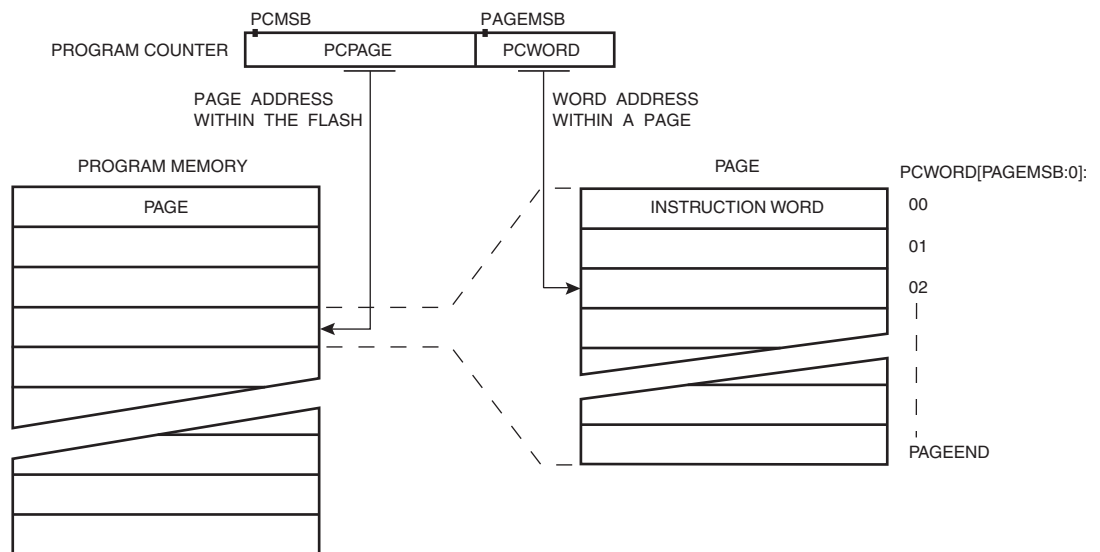 PCMSB PAGEMSB
PROGRAM COUNTER PCPAGE PCWORD
PAGE ADDRESS
WITHIN THE FLASH
WORD ADDRESS
WITHIN A PAGE
PROGRAM MEMORY
PAGE
PAGE
INSTRUCTION WORD
PCWORD[PAGEMSB:0]:
00
01
02
PAGEEND